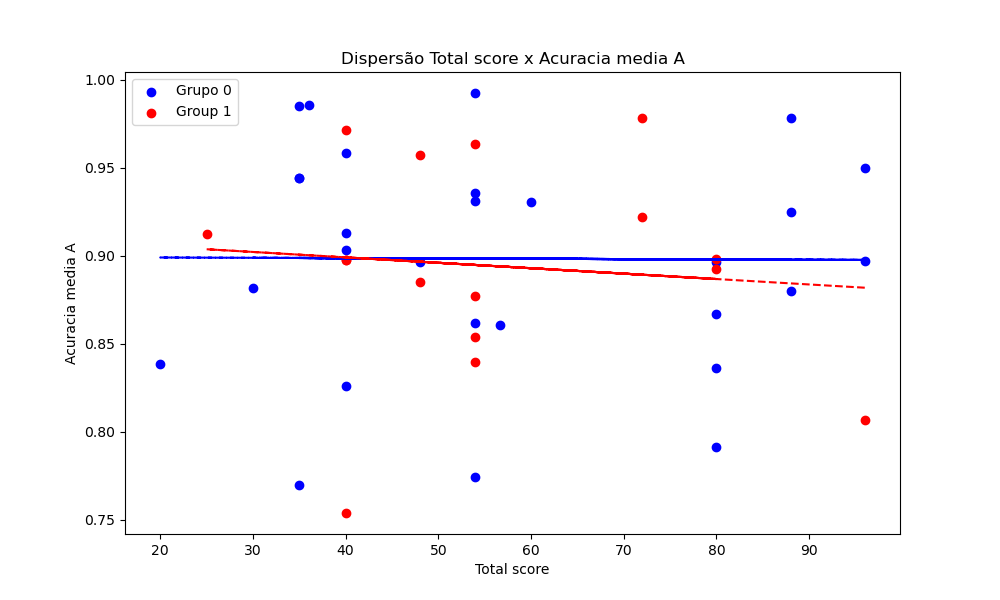 Dispersão Total score x Acuracia media A
Grupo 0
Group 1
1.00
0.95
0.90
0.85
0.80
0.75
Acuracia media A
20 30 40 50 60 70 80 90
Total score